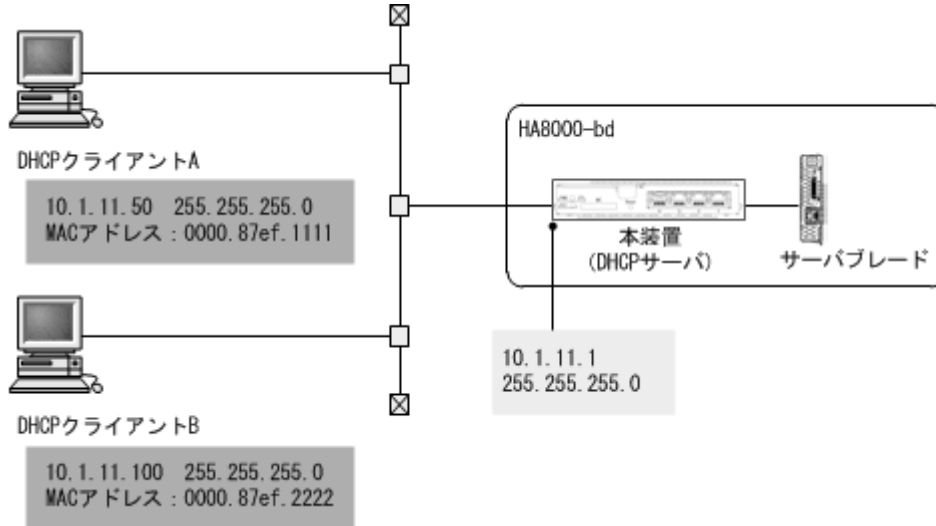 HA8000-bd
DHCPクライアントA
10.1.11.50 255.255.255.0
MACアドレス：0000.87ef.1111
本装置
(DHCPサーバ)
サーバブレード
10.1.11.1
255.255.255.0
DHCPクライアントB
10.1.11.100 255.255.255.0
MACアドレス：0000.87ef.2222